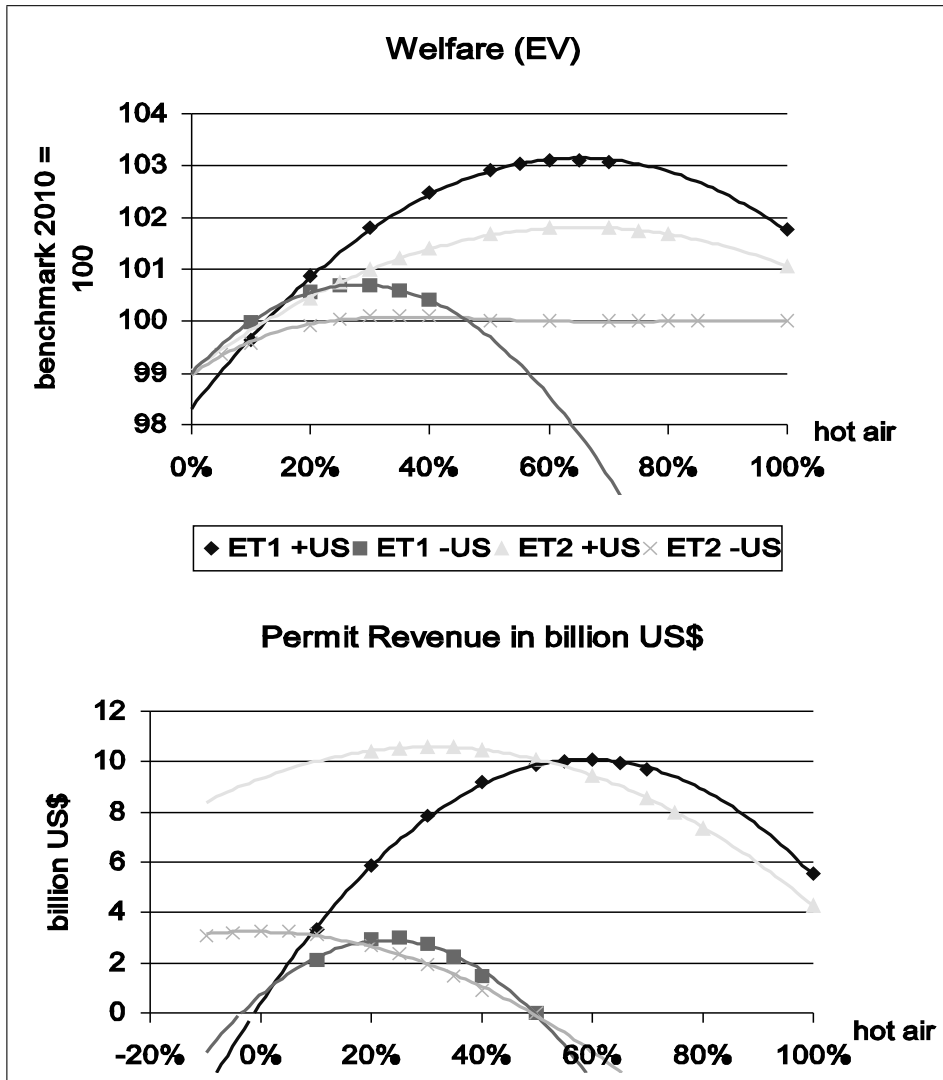 Welfare (EV)
benchmark 2010 =
100
104
103
102
101
100
99
98
hot air
0% 20% 40% 60% 80% 100%
ET1 +US ET1 -US ET2 +US ET2 -US
Permit Revenue in billion US$
billion US$
12
10
8
6
4
2
0
hot air
-20% 0% 20% 40% 60% 80% 100%